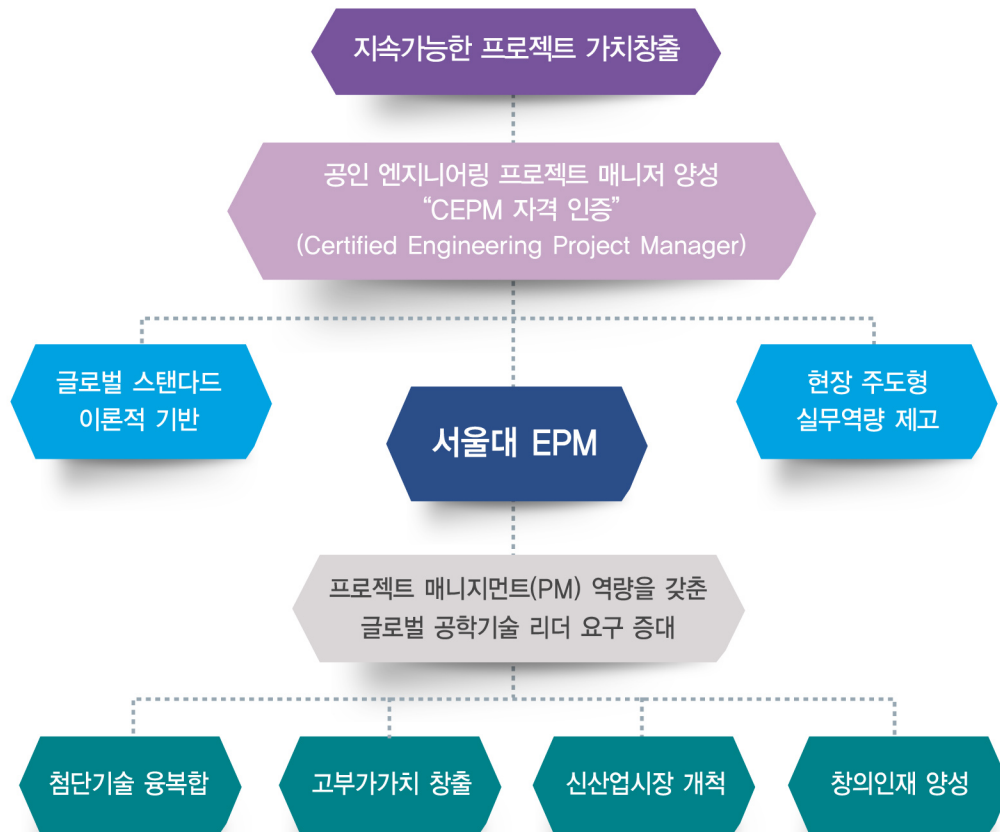 지속가능한 프로젝트 가치창출
공인 엔지니어링 프로젝트 매니저 양성
“CEPM 자격 인증”
(Certified Engineering Project Manager)
글로벌 스탠다드
이론적 기반
현장 주도형
실무역량 제고
서울대 EPM
프로젝트 매니지먼트(PM) 역량을 갖춘
글로벌 공학기술 리더 요구 증대
첨단기술 융복합
고부가가치 창출
신산업시장 개척
창의인재 양성